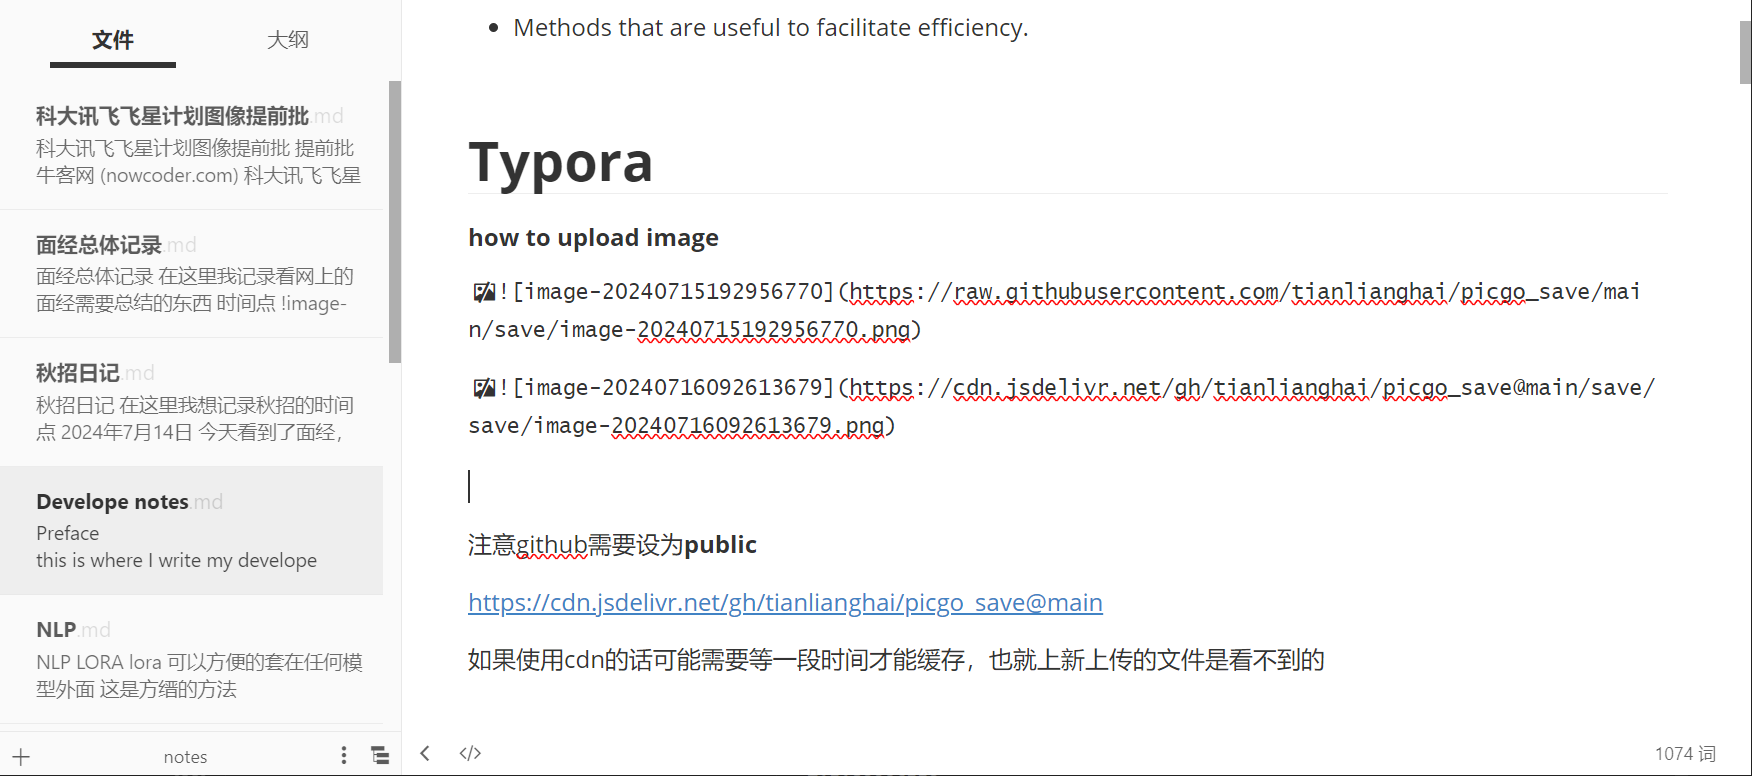 文件
大纲
科大讯飞飞星计划图像提前批.md
科大讯飞飞星计划图像提前批 提前批
牛客网 (nowcoder.com) 科大讯飞飞星
面经总体记录.md
面经总体记录 在这里我记录看网上的
面经需要总结的东西 时间点 !image-
秋招日记.md
秋招日记 在这里我想记录秋招的时间
点 2024年7月14日 今天看到了面经，
Develope notes.md
Preface
this is where I write my develope
NLP.md
NLP LORA lora 可以方便的套在任何模
型外面 这是方缙的方法
notes
Methods that are useful to facilitate efficiency.
Typora
how to upload image
![image-20240715192956770](https://raw.githubusercontent.com/tianlianghai/picgo_save/mai
n/save/image-20240715192956770.png)
![image-20240716092613679](https://cdn.jsdelivr.net/gh/tianlianghai/picgo_save@main/save/
save/image-20240716092613679.png)
注意github需要设为public
https://cdn.jsdelivr.net/gh/tianlianghai/picgo_save@main
如果使用cdn的话可能需要等一段时间才能缓存，也就上新上传的文件是看不到的
</> 
1074 词